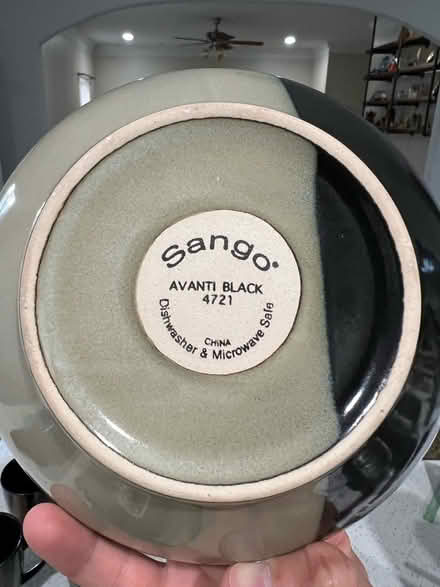 Sango®
AVANTI BLACK
4721
CHINA
Dishwasher & Microwave Safe